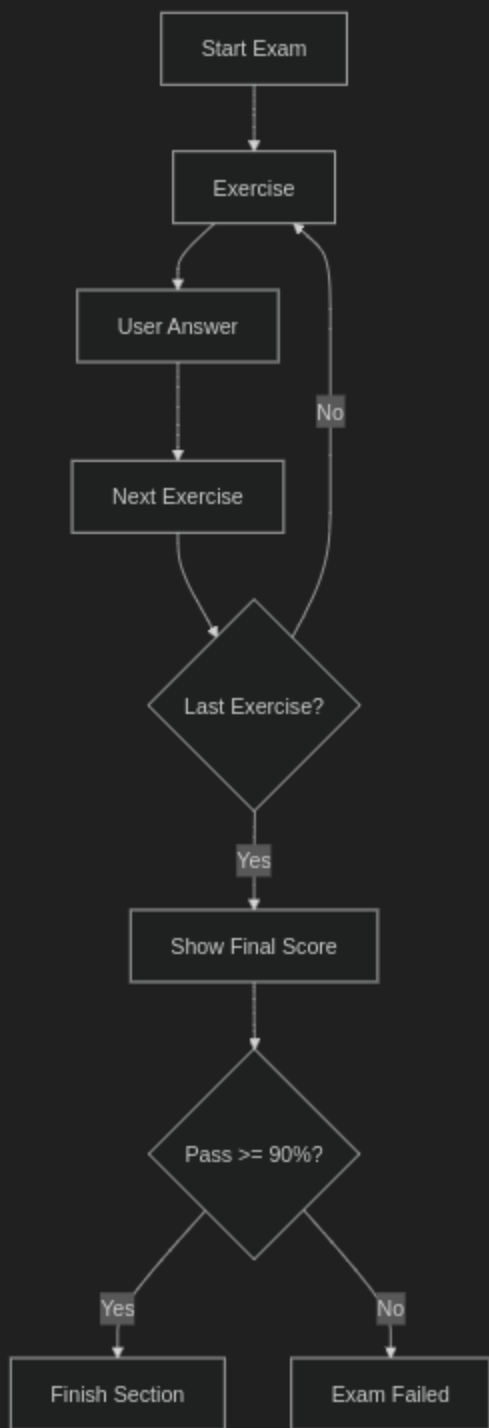 Start Exam
Exercise
User Answer
No
Next Exercise
Last Exercise?
Yes
Show Final Score
Pass >= 90%?
Yes
No
Finish Section
Exam Failed